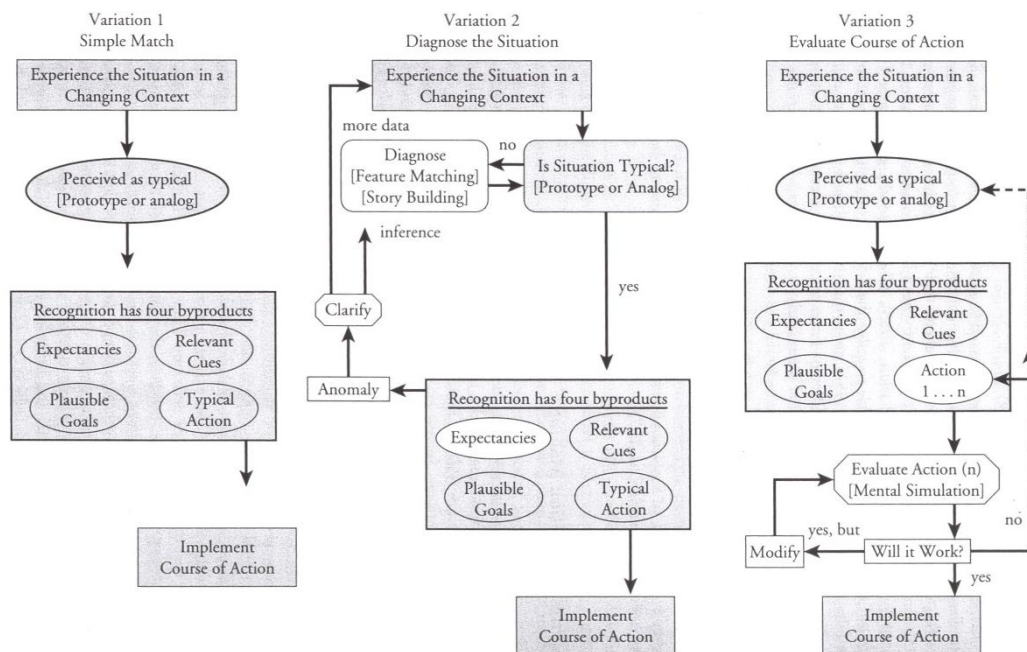 Variation 1
Simple Match
Experience the Situation in a
Changing Context
Perceived as typical
[Prototype or analog]
Recognition has four byproducts
Expectancies
Relevant
Cues
Plausible
Goals
Typical
Action
Implement
Course of Action
Variation 2
Diagnose the Situation
Experience the Situation in a
Changing Context
more data
Diagnose
[Feature Matching]
[Story Building]
no
Is Situation Typical?
[Prototype or Analog]
inference
yes
Clarify
Anomaly
Recognition has four byproducts
Expectancies
Relevant
Cues
Plausible
Goals
Typical
Action
Implement
Course of Action
Variation 3
Evaluate Course of Action
Experience the Situation in a
Changing Context
Perceived as typical
[Prototype or analog]
Recognition has four byproducts
Expectancies
Relevant
Cues
Plausible
Goals
Action
1 . . . n
Evaluate Action (n)
[Mental Simulation]
Modify
yes, but
Will it Work?
no
yes
Implement
Course of Action